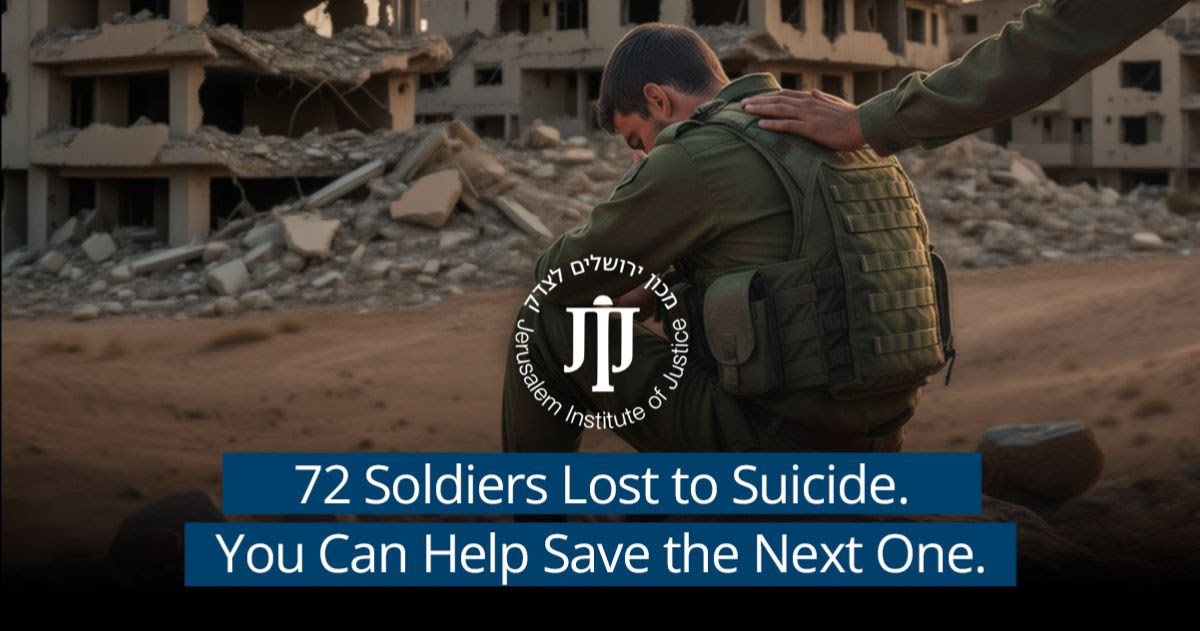 מכון ירושלים לצדק
JIJ
Jerusalem Institute of Justice
72 Soldiers Lost to Suicide.
You Can Help Save the Next One.